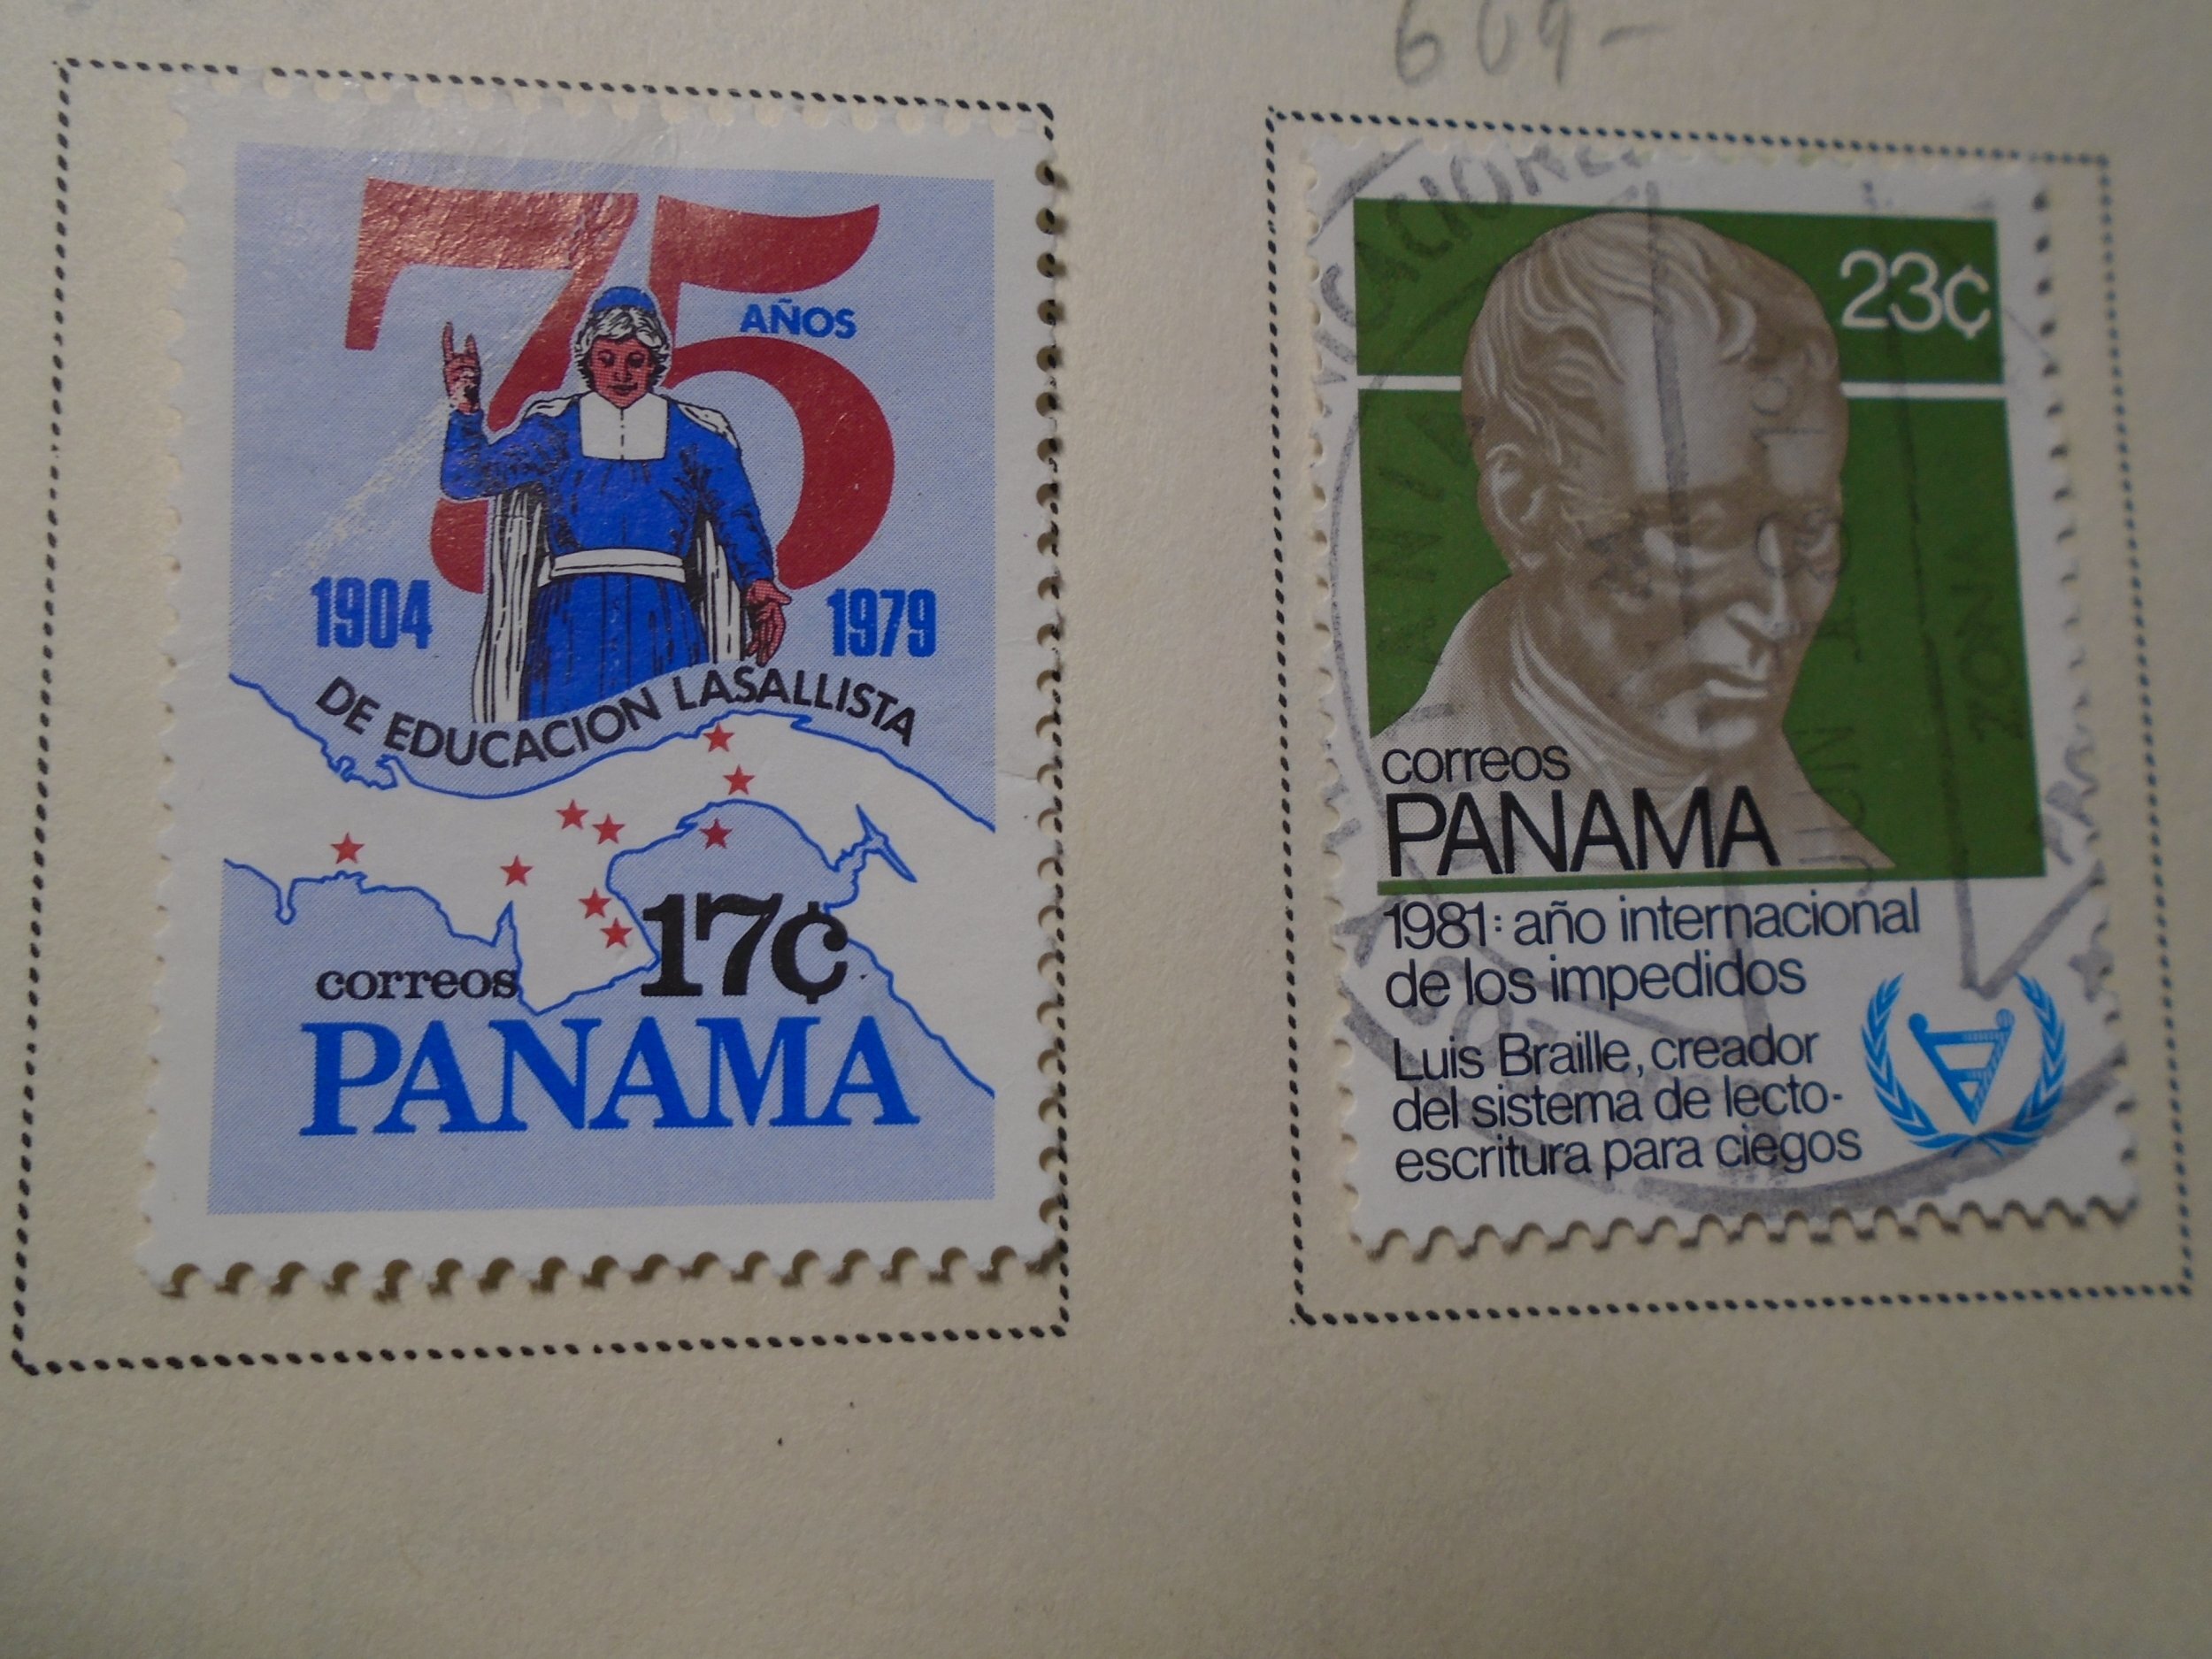 609-
75
AÑOS
1904
1979
DE EDUCACION LASALLISTA
17¢
correos
PANAMA
23¢
correos
PANAMA
1981: año internacional
de los impedidos
Luis Braille, creador
del sistema de lecto-
escritura para ciegos